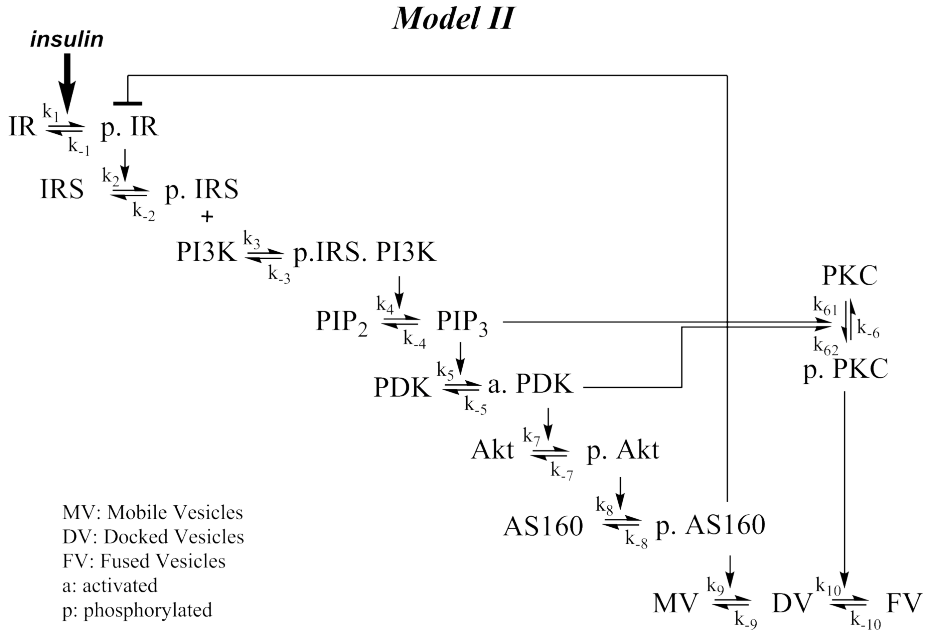 Model II
insulin
IR k1 k-1 p. IR
IRS k2 k-2 p. IRS
+
PI3K k3 k-3 p.IRS. PI3K
PKC
PIP2 k4 k-4 PIP3 k61 k-6
k62
PDK k5 k-5 a. PDK p. PKC
Akt k7 k-7 p. Akt
AS160 k8 k-8 p. AS160
MV: Mobile Vesicles
DV: Docked Vesicles
FV: Fused Vesicles
a: activated
p: phosphorylated
MV k9 k-9 DV k10 k-10 FV